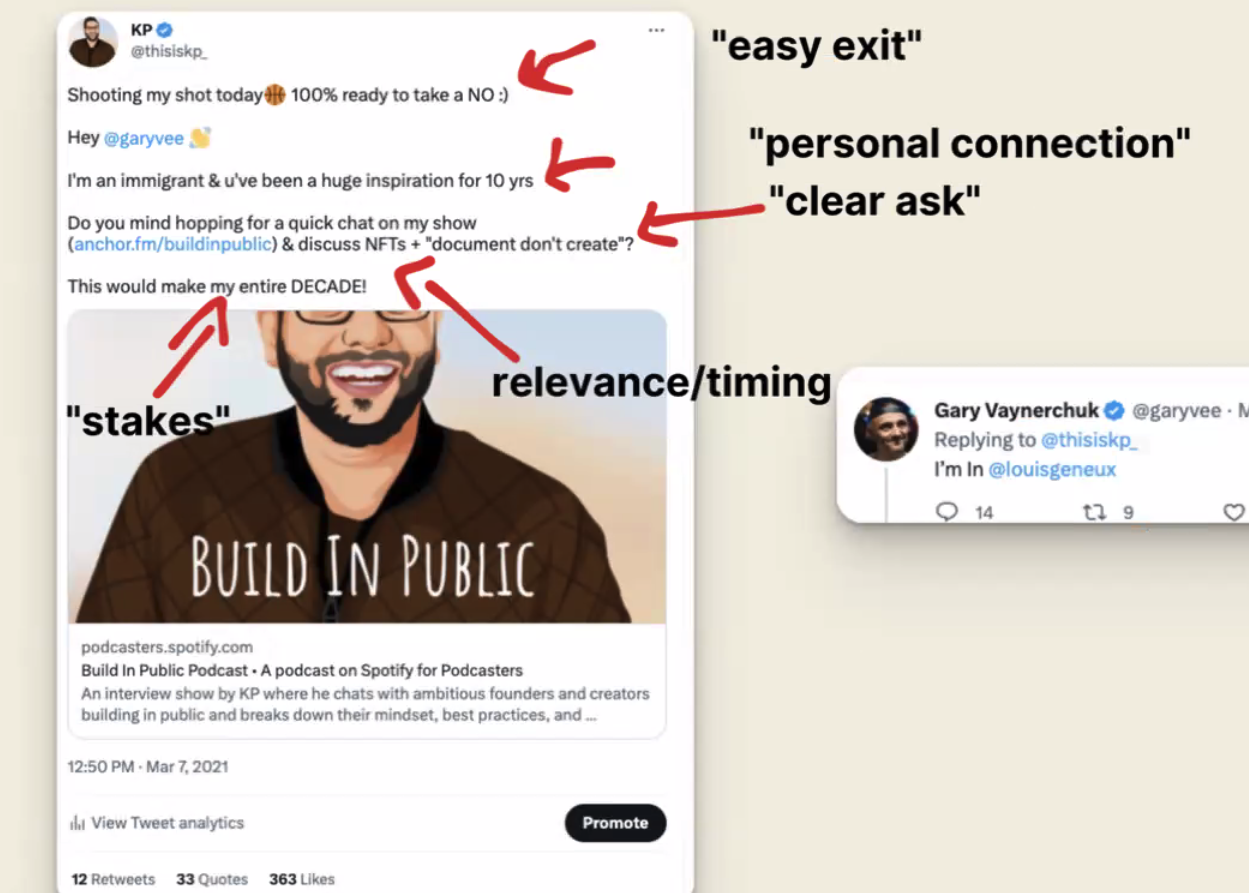 KP
@thisiskp_
"easy exit"
Shooting my shot today🏀 100% ready to take a NO :)
Hey @garyvee 👋
"personal connection"
I'm an immigrant & u've been a huge inspiration for 10 yrs
"clear ask"
Do you mind hopping for a quick chat on my show
(anchor.fm/buildinpublic) & discuss NFTs + "document don't create"?
This would make my entire DECADE!
relevance/timing
"stakes"
BUILD IN PUBLIC
podcasters.spotify.com
Build In Public Podcast • A podcast on Spotify for Podcasters
An interview show by KP where he chats with ambitious founders and creators
building in public and breaks down their mindset, best practices, and ...
12:50 PM · Mar 7, 2021
View Tweet analytics
Promote
12 Retweets 33 Quotes 363 Likes
Gary Vaynerchuk @garyvee ·
Replying to @thisiskp_
I'm In @louisgeneux
14 9